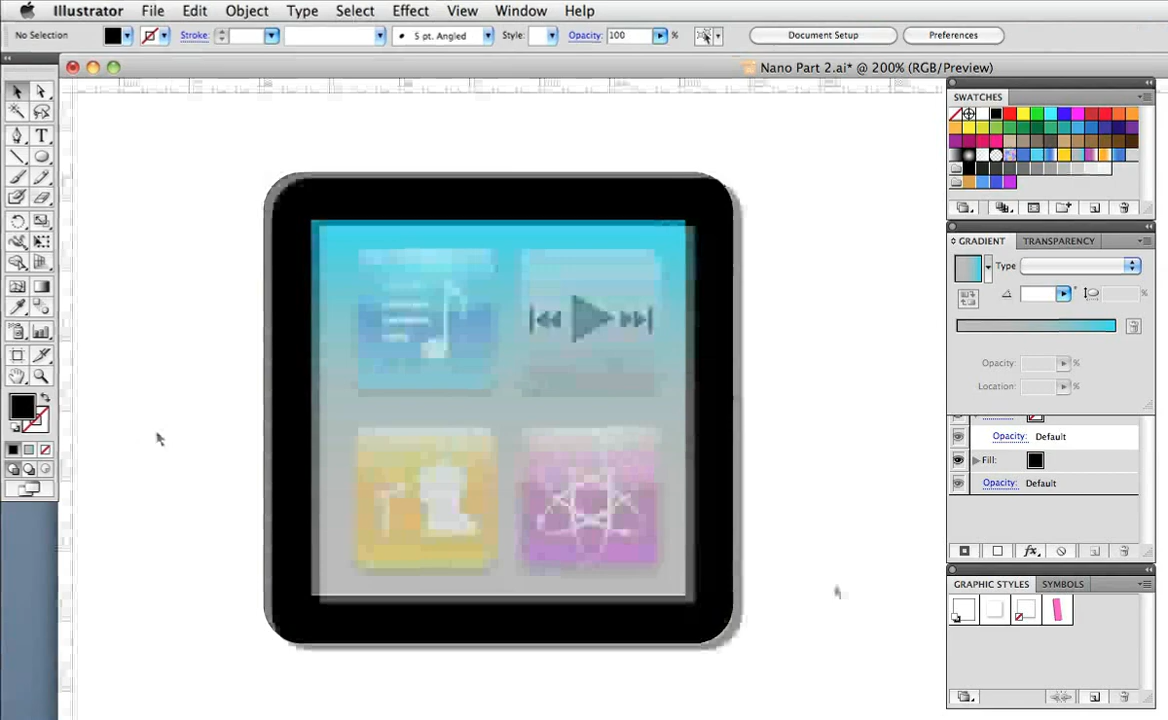 Illustrator File Edit Object Type Select Effect View Window Help
No Selection Stroke: 5 pt. Angled Style: Opacity: 100 % Document Setup Preferences
Nano Part 2.ai* @ 200% (RGB/Preview)
SWATCHES
GRADIENT TRANSPARENCY
Type
° %
Opacity: %
Location: %
Opacity: Default
Fill:
Opacity: Default
fx
GRAPHIC STYLES SYMBOLS